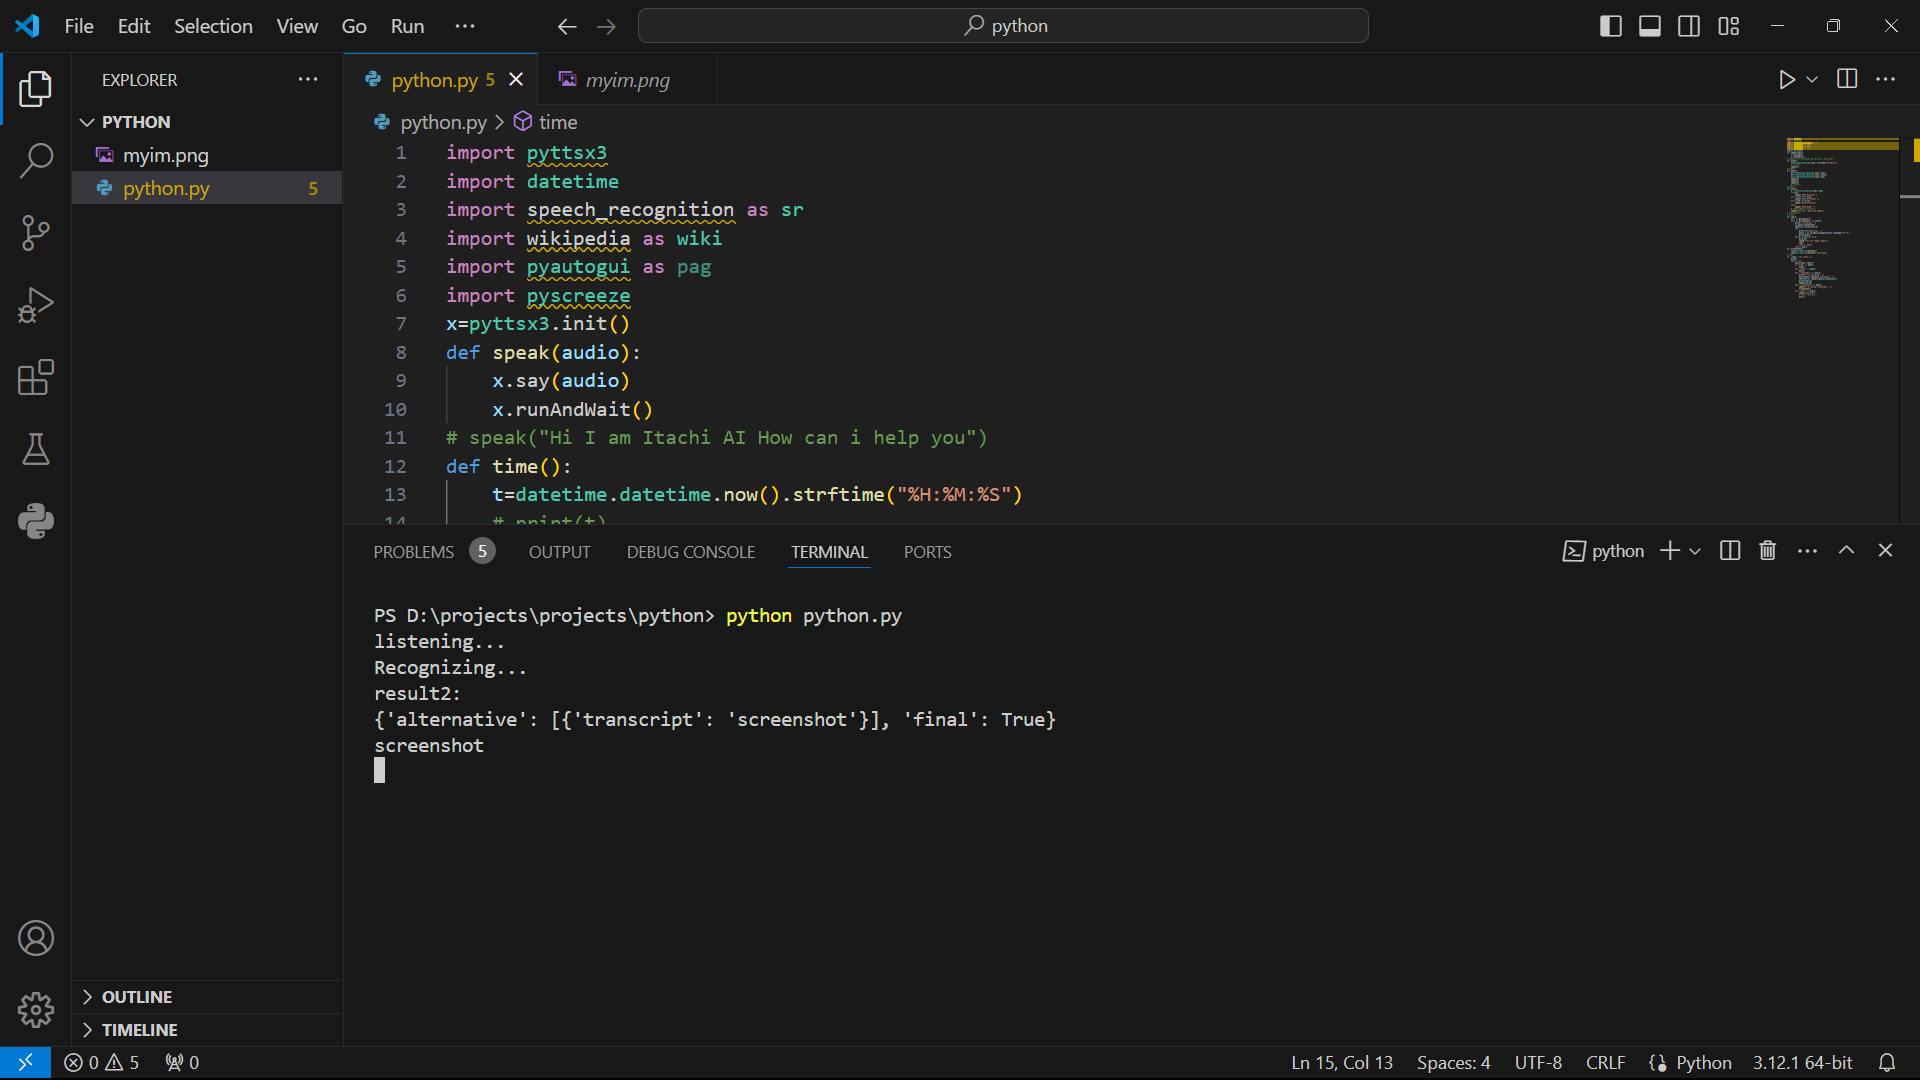 File Edit Selection View Go Run ... python
EXPLORER ...
PYTHON
myim.png
python.py 5
OUTLINE
TIMELINE
python.py 5 myim.png
python.py > time
1 import pyttsx3
2 import datetime
3 import speech_recognition as sr
4 import wikipedia as wiki
5 import pyautogui as pag
6 import pyscreeze
7 x=pyttsx3.init()
8 def speak(audio):
9 x.say(audio)
10 x.runAndWait()
11 # speak("Hi I am Itachi AI How can i help you")
12 def time():
13 t=datetime.datetime.now().strftime("%H:%M:%S")
14 # print(t)
PROBLEMS 5 OUTPUT DEBUG CONSOLE TERMINAL PORTS python
PS D:\projects\projects\python> python python.py
listening...
Recognizing...
result2:
{'alternative': [{'transcript': 'screenshot'}], 'final': True}
screenshot
0 5 0 Ln 15, Col 13 Spaces: 4 UTF-8 CRLF Python 3.12.1 64-bit